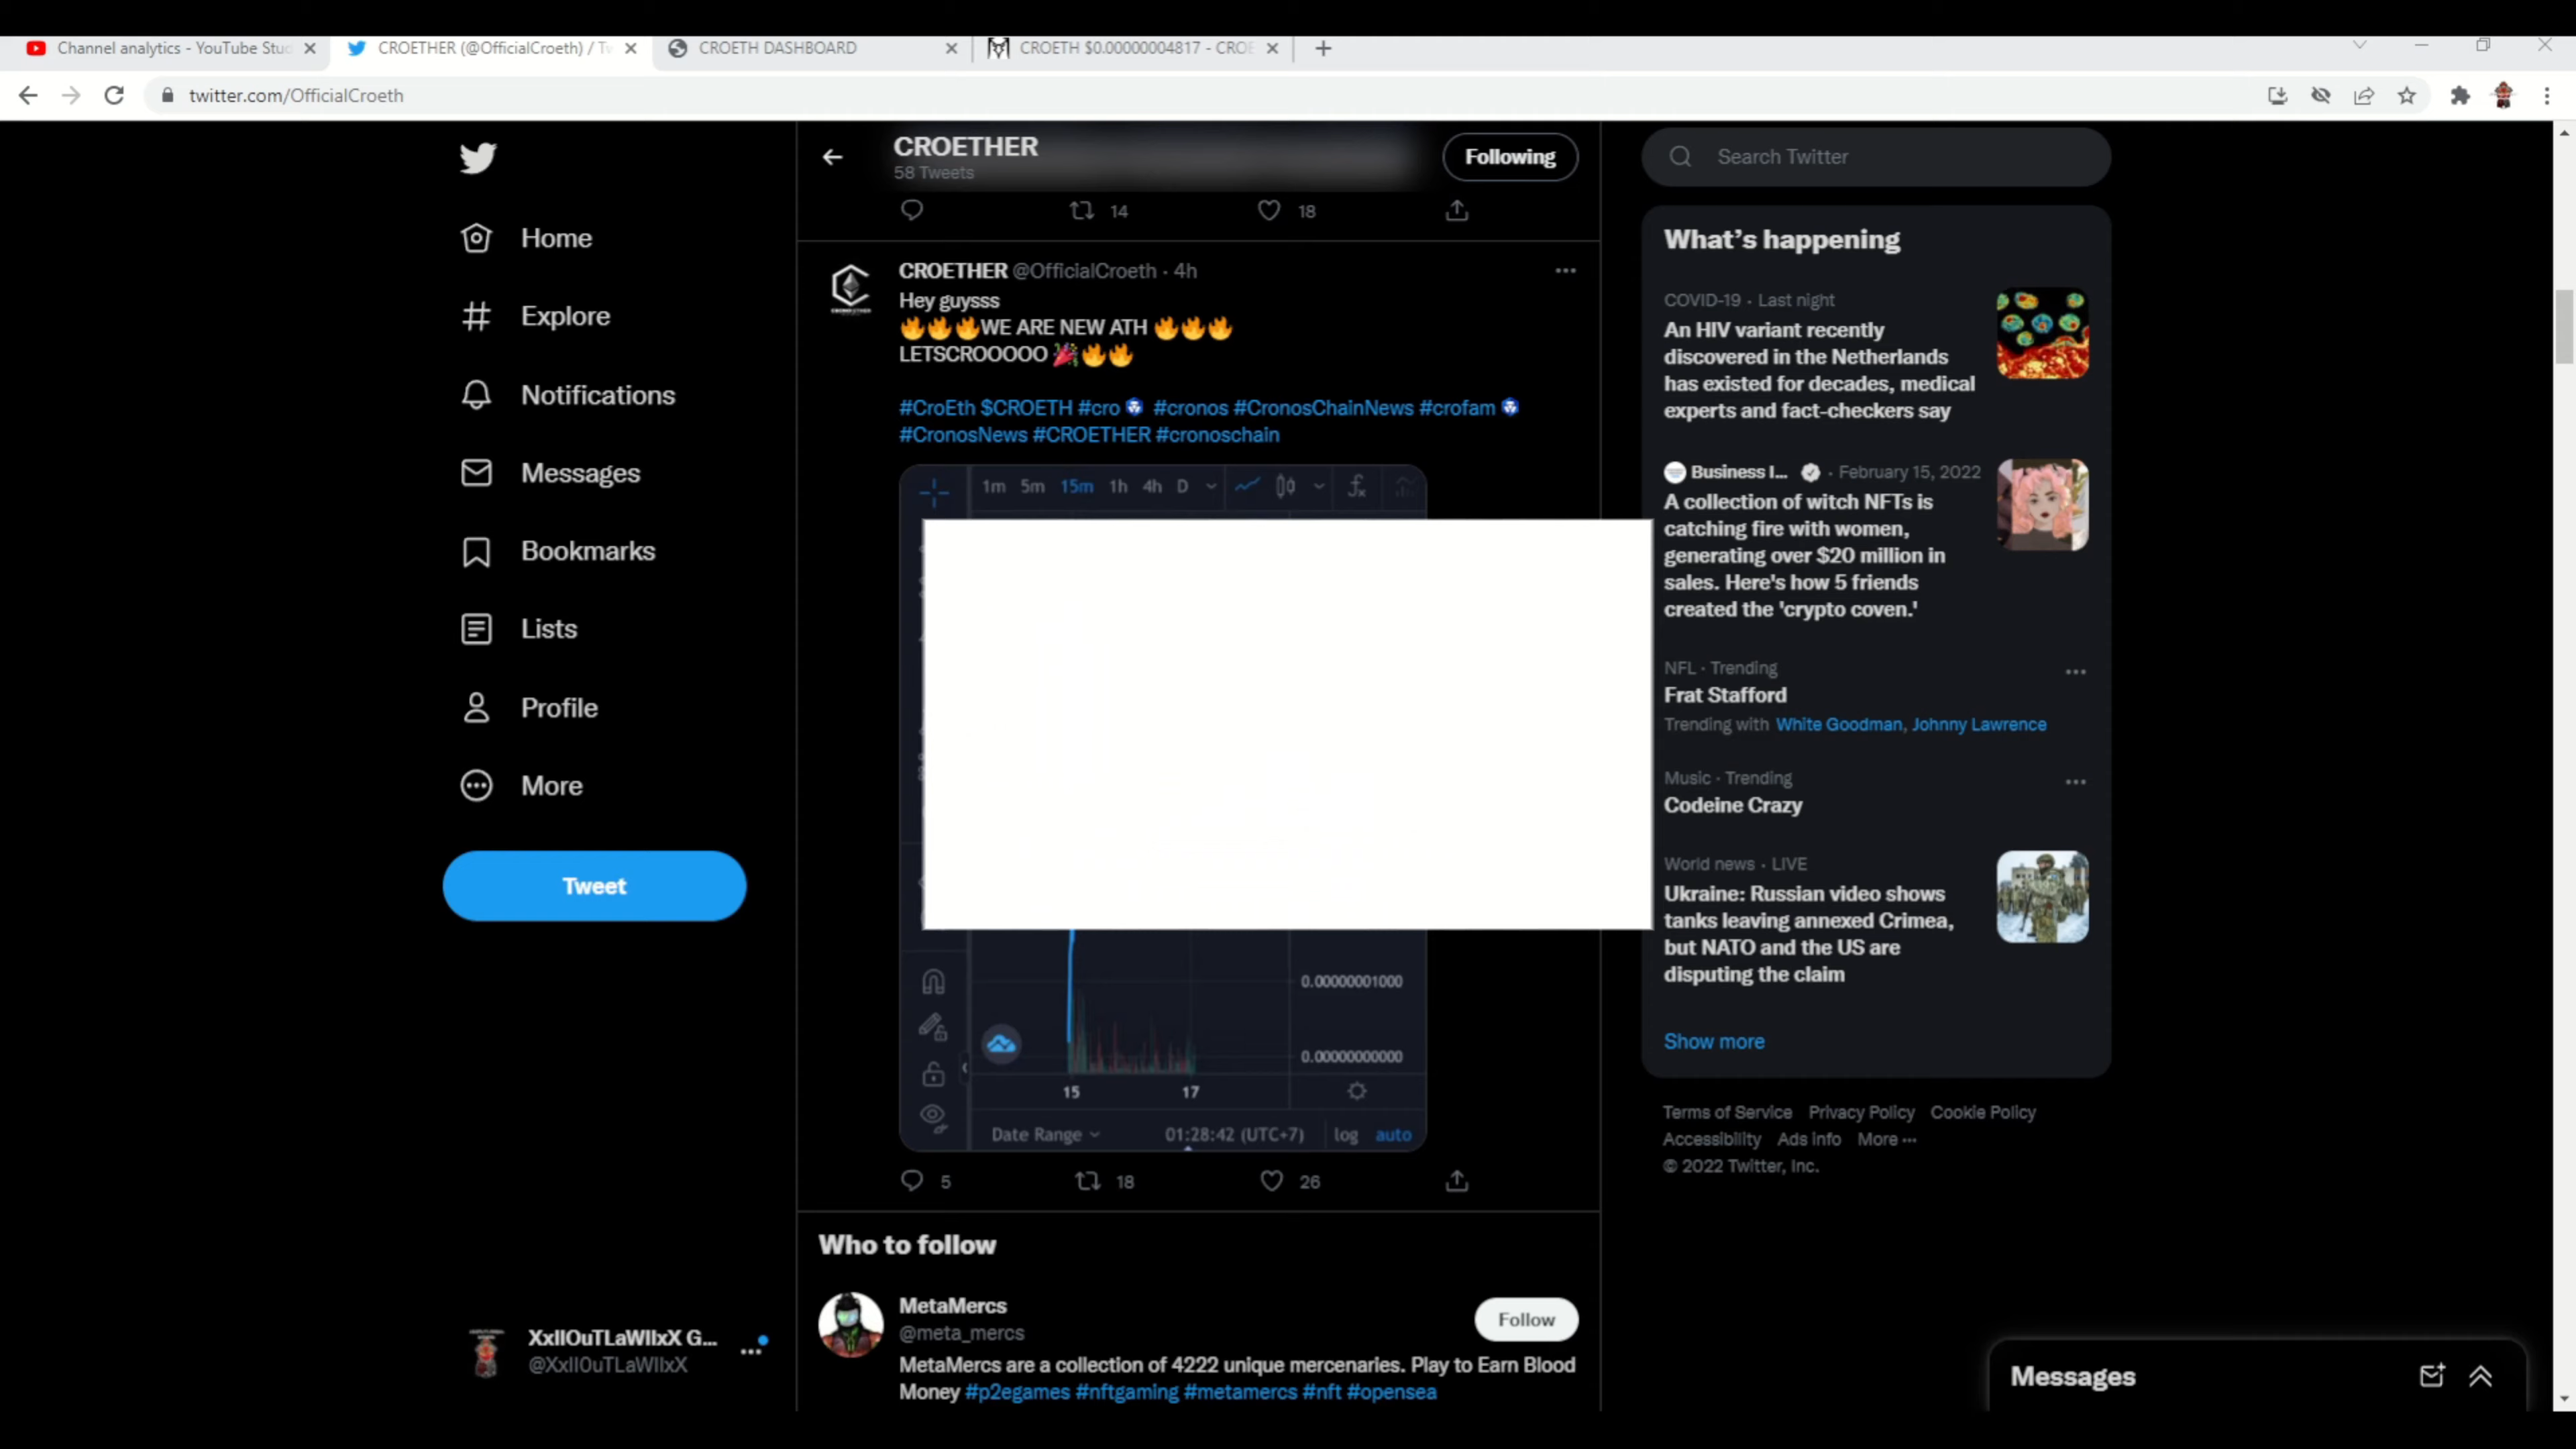 Channel analytics - YouTube Stu
CROETHER (@OfficialCroeth) / Tw
CROETH DASHBOARD
CROETH $0.00000004817 - CROE
twitter.com/OfficialCroeth
Home
Explore
Notifications
Messages
Bookmarks
Lists
Profile
More
Tweet
XxIIOuTLaWIIxX G...
@XxIIOuTLaWIIxX
CROETHER
58 Tweets
Following
14
18
CROETHER @OfficialCroeth · 4h
Hey guysss
🔥🔥🔥WE ARE NEW ATH 🔥🔥🔥
LETSCROOOOO 🎉🔥🔥
#CroEth $CROETH #cro #cronos #CronosChainNews #crofam
#CronosNews #CROETHER #cronoschain
1m 5m 15m 1h 4h D
0.00000001000
0.00000000000
15 17
Date Range 01:28:42 (UTC+7) log auto
5 18 26
Who to follow
MetaMercs
@meta_mercs
Follow
MetaMercs are a collection of 4222 unique mercenaries. Play to Earn Blood
Money #p2egames #nftgaming #metamercs #nft #opensea
Search Twitter
What's happening
COVID-19 · Last night
An HIV variant recently
discovered in the Netherlands
has existed for decades, medical
experts and fact-checkers say
Business I... · February 15, 2022
A collection of witch NFTs is
catching fire with women,
generating over $20 million in
sales. Here's how 5 friends
created the 'crypto coven.'
NFL · Trending
Frat Stafford
Trending with White Goodman, Johnny Lawrence
Music · Trending
Codeine Crazy
World news · LIVE
Ukraine: Russian video shows
tanks leaving annexed Crimea,
but NATO and the US are
disputing the claim
Show more
Terms of Service Privacy Policy Cookie Policy
Accessibility Ads info More ···
© 2022 Twitter, Inc.
Messages